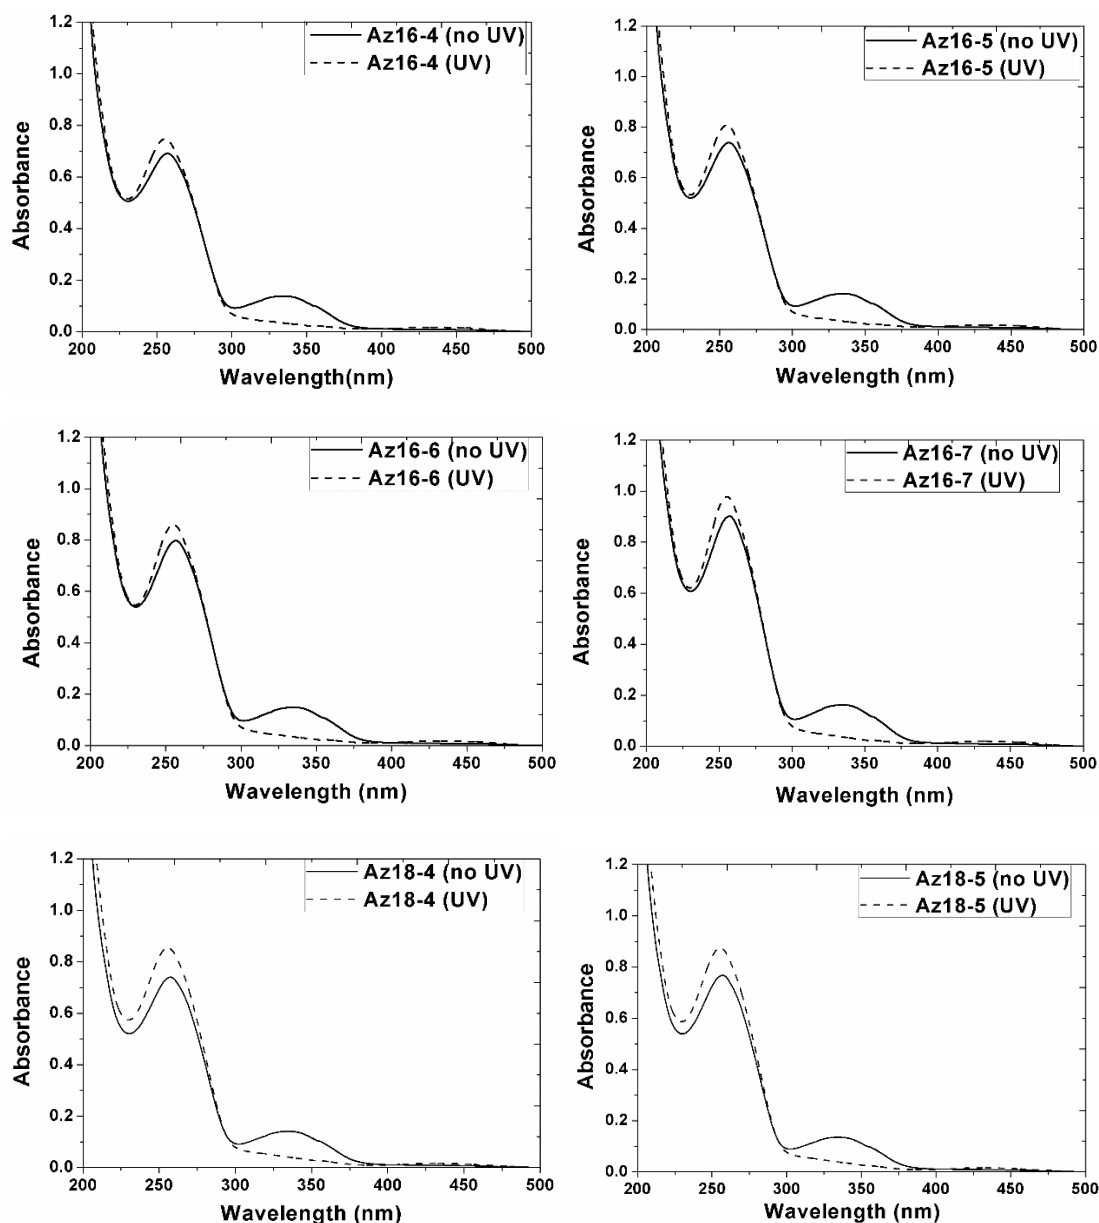 Az16-4 (no UV)
Az16-4 (UV)
1.2
1.0
0.8
0.6
0.4
0.2
0.0
Absorbance
200 250 300 350 400 450 500
Wavelength(nm)
Az16-5 (no UV)
Az16-5 (UV)
1.2
1.0
0.8
0.6
0.4
0.2
0.0
Absorbance
200 250 300 350 400 450 500
Wavelength (nm)
Az16-6 (no UV)
Az16-6 (UV)
1.2
1.0
0.8
0.6
0.4
0.2
0.0
Absorbance
200 250 300 350 400 450 500
Wavelength (nm)
Az16-7 (no UV)
Az16-7 (UV)
1.2
1.0
0.8
0.6
0.4
0.2
0.0
Absorbance
200 250 300 350 400 450 500
Wavelength (nm)
Az18-4 (no UV)
Az18-4 (UV)
1.2
1.0
0.8
0.6
0.4
0.2
0.0
Absorbance
200 250 300 350 400 450 500
Wavelength (nm)
Az18-5 (no UV)
Az18-5 (UV)
1.2
1.0
0.8
0.6
0.4
0.2
0.0
Absorbance
200 250 300 350 400 450 500
Wavelength (nm)